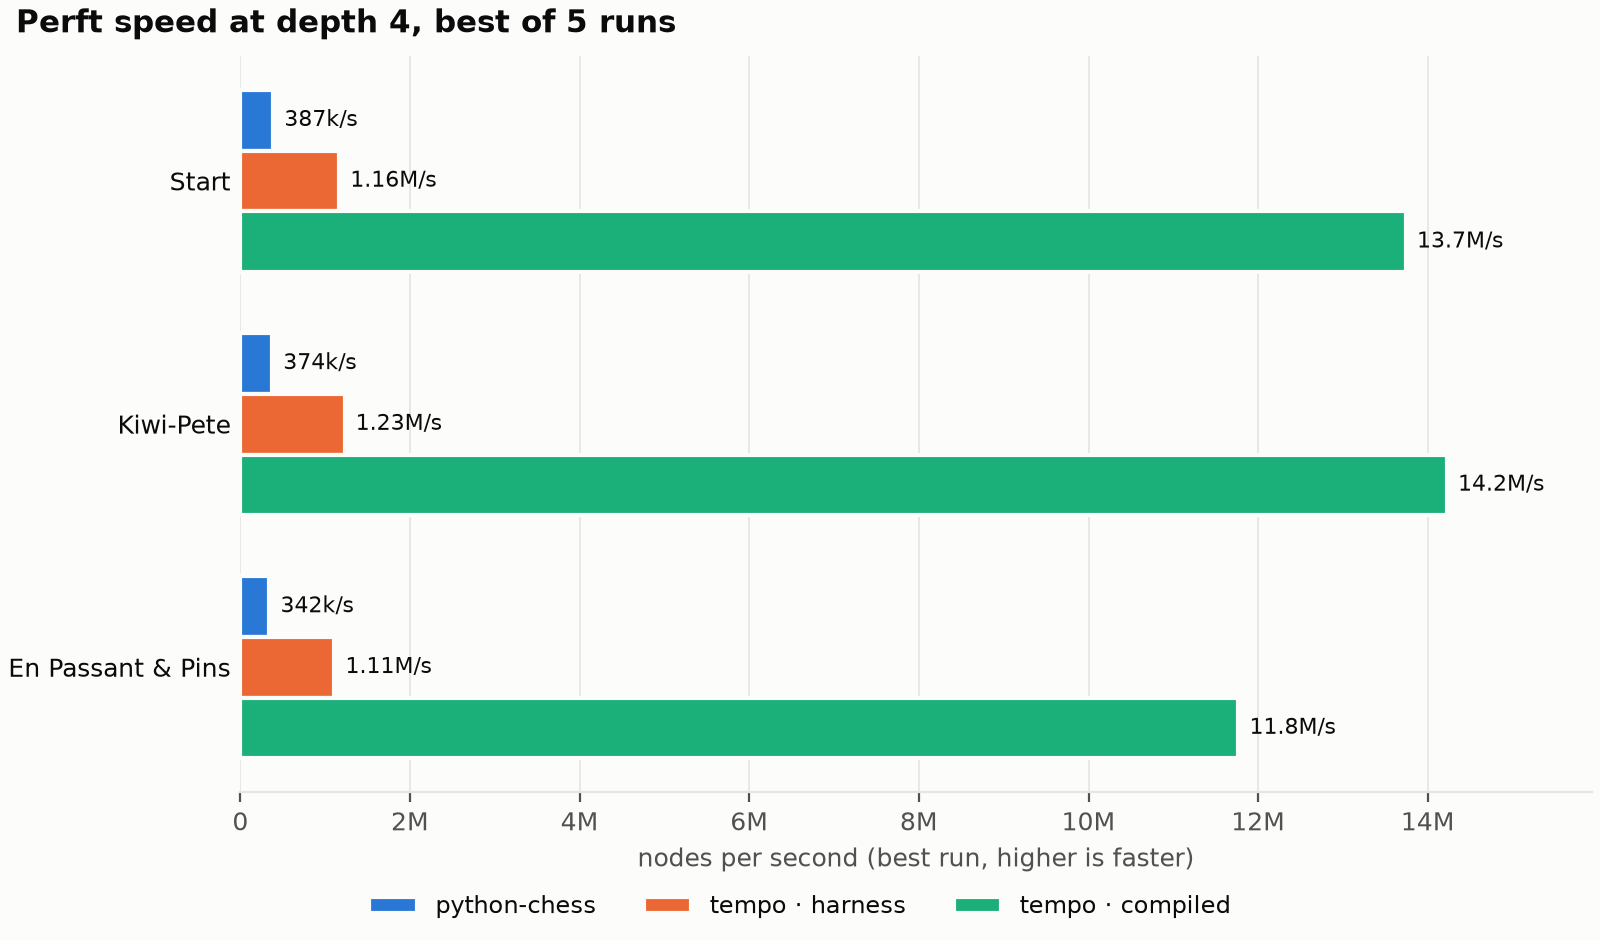 Perft speed at depth 4, best of 5 runs
387k/s
Start
1.16M/s
13.7M/s
374k/s
Kiwi-Pete
1.23M/s
14.2M/s
342k/s
En Passant & Pins
1.11M/s
11.8M/s
0 2M 4M 6M 8M 10M 12M 14M
nodes per second (best run, higher is faster)
python-chess tempo · harness tempo · compiled